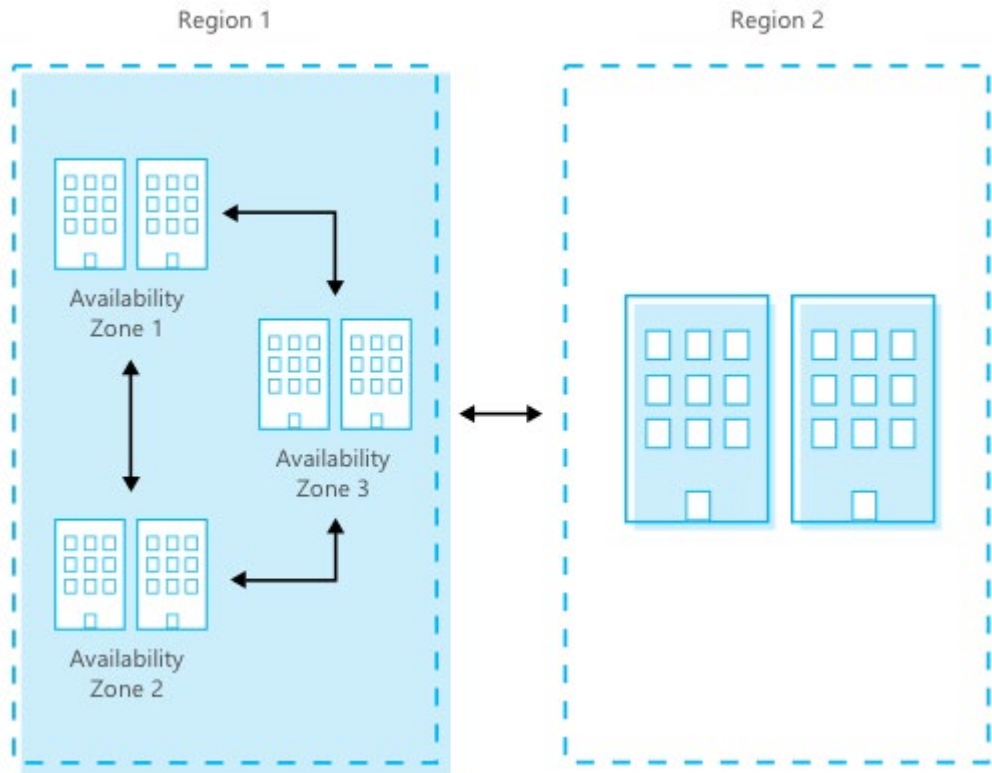 Region 1
Region 2
Availability
Zone 1
Availability
Zone 3
Availability
Zone 2